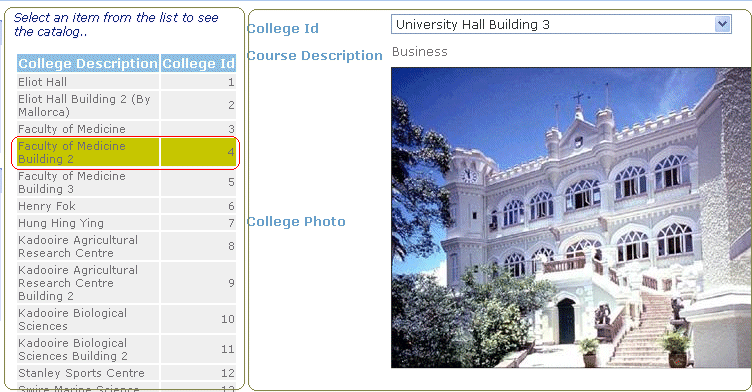 Select an item from the list to see
the catalog..
College Description College Id
Eliot Hall 1
Eliot Hall Building 2 (By
Mallorca) 2
Faculty of Medicine 3
Faculty of Medicine
Building 2 4
Faculty of Medicine
Building 3 5
Henry Fok 6
Hung Hing Ying 7
Kadooire Agricultural
Research Centre 8
Kadooire Agricultural
Research Centre
Building 2 9
Kadooire Biological
Sciences 10
Kadooire Biological
Sciences Building 2 11
Stanley Sports Centre 12
Swire Marine Science 13
College Id University Hall Building 3
Course Description Business
College Photo